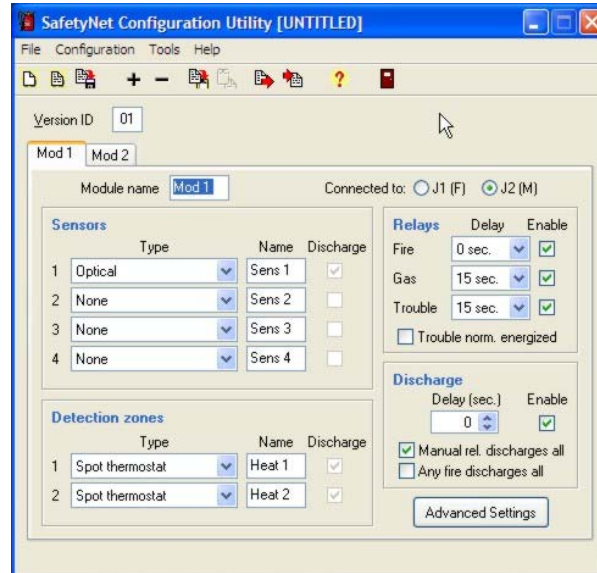 SafetyNet Configuration Utility [UNTITLED]
File Configuration Tools Help
Version ID 01
Mod 1 Mod 2
Module name Mod 1 Connected to: J1 (F) J2 (M)
Sensors
Type Name Discharge
1 Optical Sens 1
2 None Sens 2
3 None Sens 3
4 None Sens 4
Detection zones
Type Name Discharge
1 Spot thermostat Heat 1
2 Spot thermostat Heat 2
Relays Delay Enable
Fire 0 sec.
Gas 15 sec.
Trouble 15 sec.
Trouble norm. energized
Discharge
Delay (sec.) Enable
0
Manual rel. discharges all
Any fire discharges all
Advanced Settings